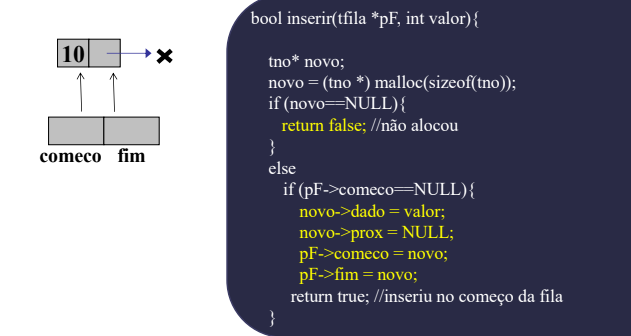 10
comeco fim
bool inserir(tfila *pF, int valor){
tno* novo;
novo = (tno *) malloc(sizeof(tno));
if (novo==NULL){
return false; //não alocou
}
else
if (pF->comeco==NULL){
novo->dado = valor;
novo->prox = NULL;
pF->comeco = novo;
pF->fim = novo;
return true; //inseriu no começo da fila
}